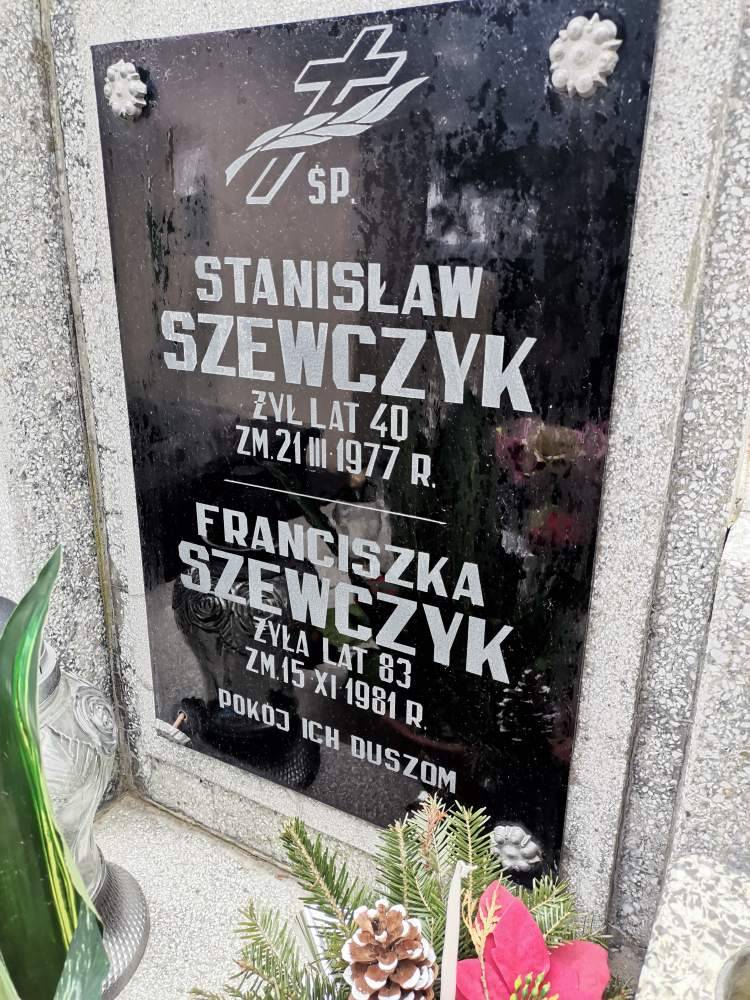 ŚP.
STANISŁAW
SZEWCZYK
ŻYŁ LAT 40
ZM. 21 III 1977 R.
FRANCISZKA
SZEWCZYK
ŻYŁA LAT 83
ZM. 15 XI 1981 R.
POKÓJ ICH DUSZOM